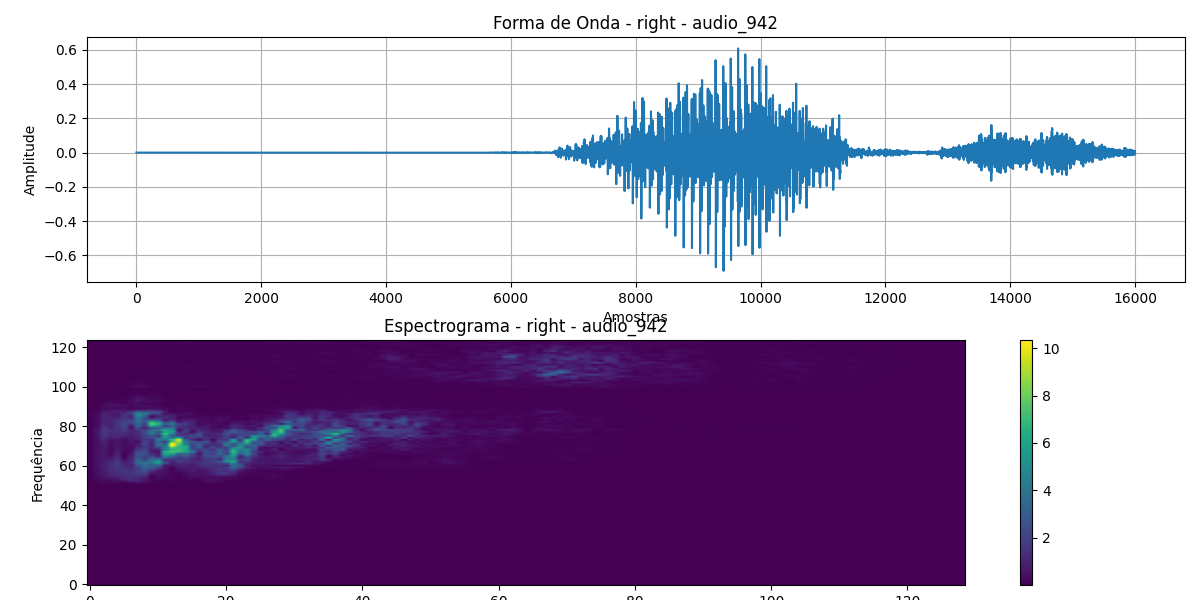 Forma de Onda - right - audio_942
0.6
0.4
0.2
0.0
−0.2
−0.4
−0.6
Amplitude
0 2000 4000 6000 8000 10000 12000 14000 16000
Amostras
Espectrograma - right - audio_942
120
100
80
60
40
20
0
Frequência
0 20 40 60 80 100 120
10
8
6
4
2